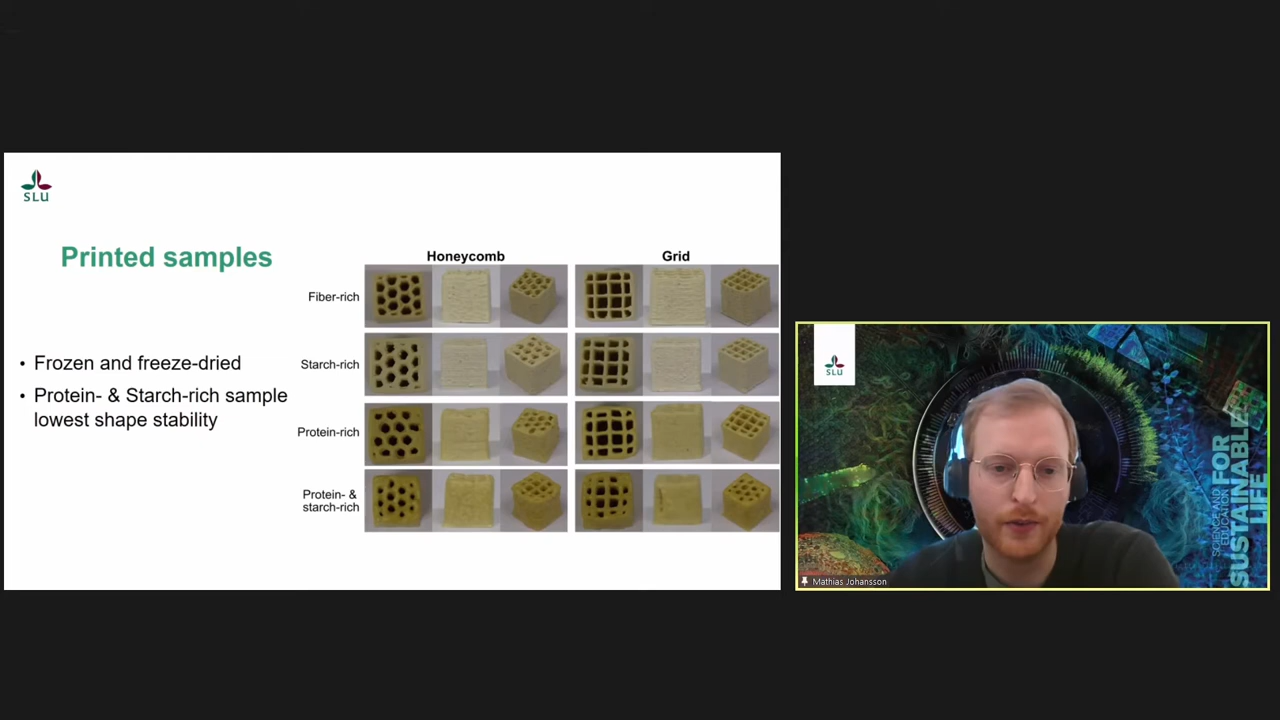 SLU
Printed samples
• Frozen and freeze-dried
• Protein- & Starch-rich sample
lowest shape stability
Honeycomb
Grid
Fiber-rich
Starch-rich
Protein-rich
Protein- &
starch-rich
SLU
SCIENCE AND
EDUCATION FOR
SUSTAINABLE
LIFE
Mathias Johansson